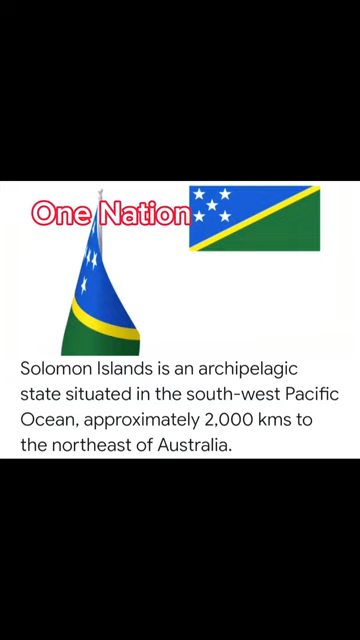 One Nation
Solomon Islands is an archipelagic
state situated in the south-west Pacific
Ocean, approximately 2,000 kms to
the northeast of Australia.